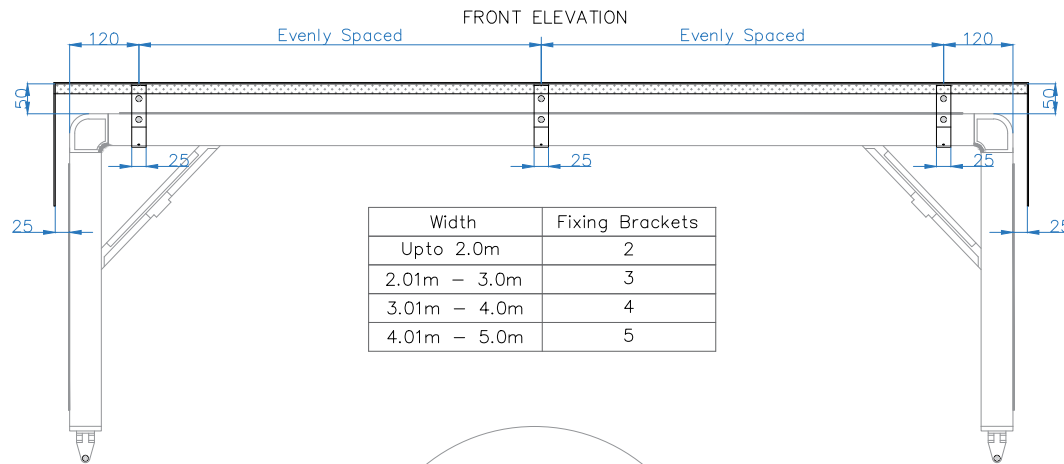 FRONT ELEVATION
120 Evenly Spaced Evenly Spaced 120
50 50
25 25 25
25 25
Width Fixing Brackets
Upto 2.0m 2
2.01m - 3.0m 3
3.01m - 4.0m 4
4.01m - 5.0m 5